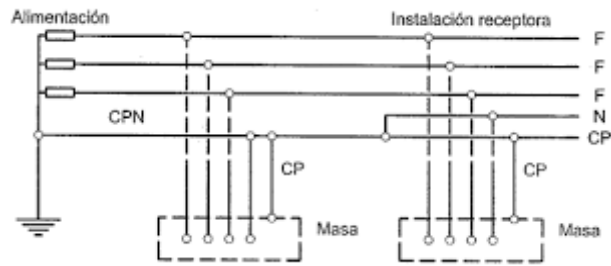 Alimentación
Instalación receptora
F
F
F
N
CPN
CP
CP
CP
Masa
Masa